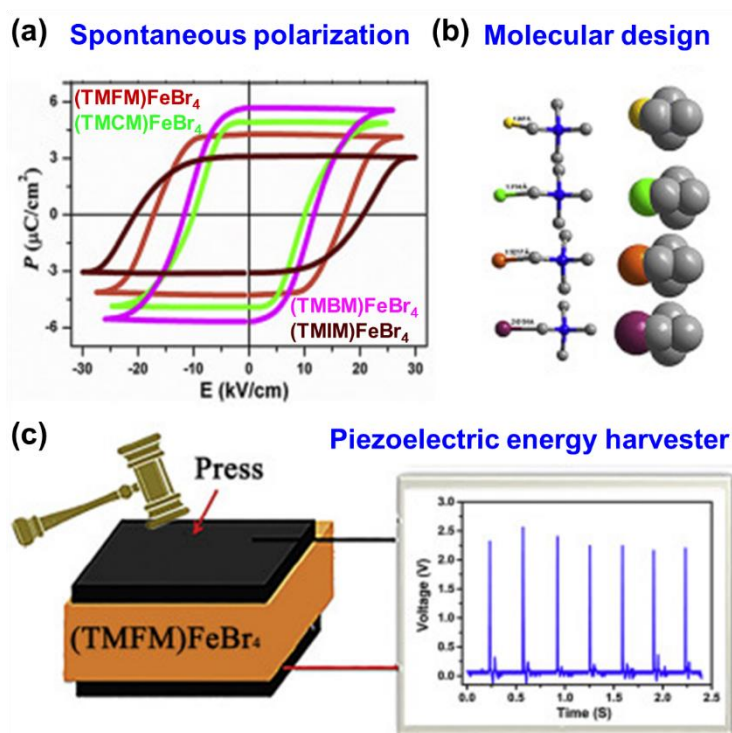 (a) Spontaneous polarization
(TMFM)FeBr₄
(TMCM)FeBr₄
(TMBM)FeBr₄
(TMIM)FeBr₄
P (μC/cm²)
6
3
0
-3
-6
-30 -20 -10 0 10 20 30
E (kV/cm)
(b) Molecular design
(c) Piezoelectric energy harvester
Press
(TMFM)FeBr₄
Voltage (V)
3.0
2.5
2.0
1.5
1.0
0.5
0.0
0.0 0.5 1.0 1.5 2.0 2.5
Time (S)